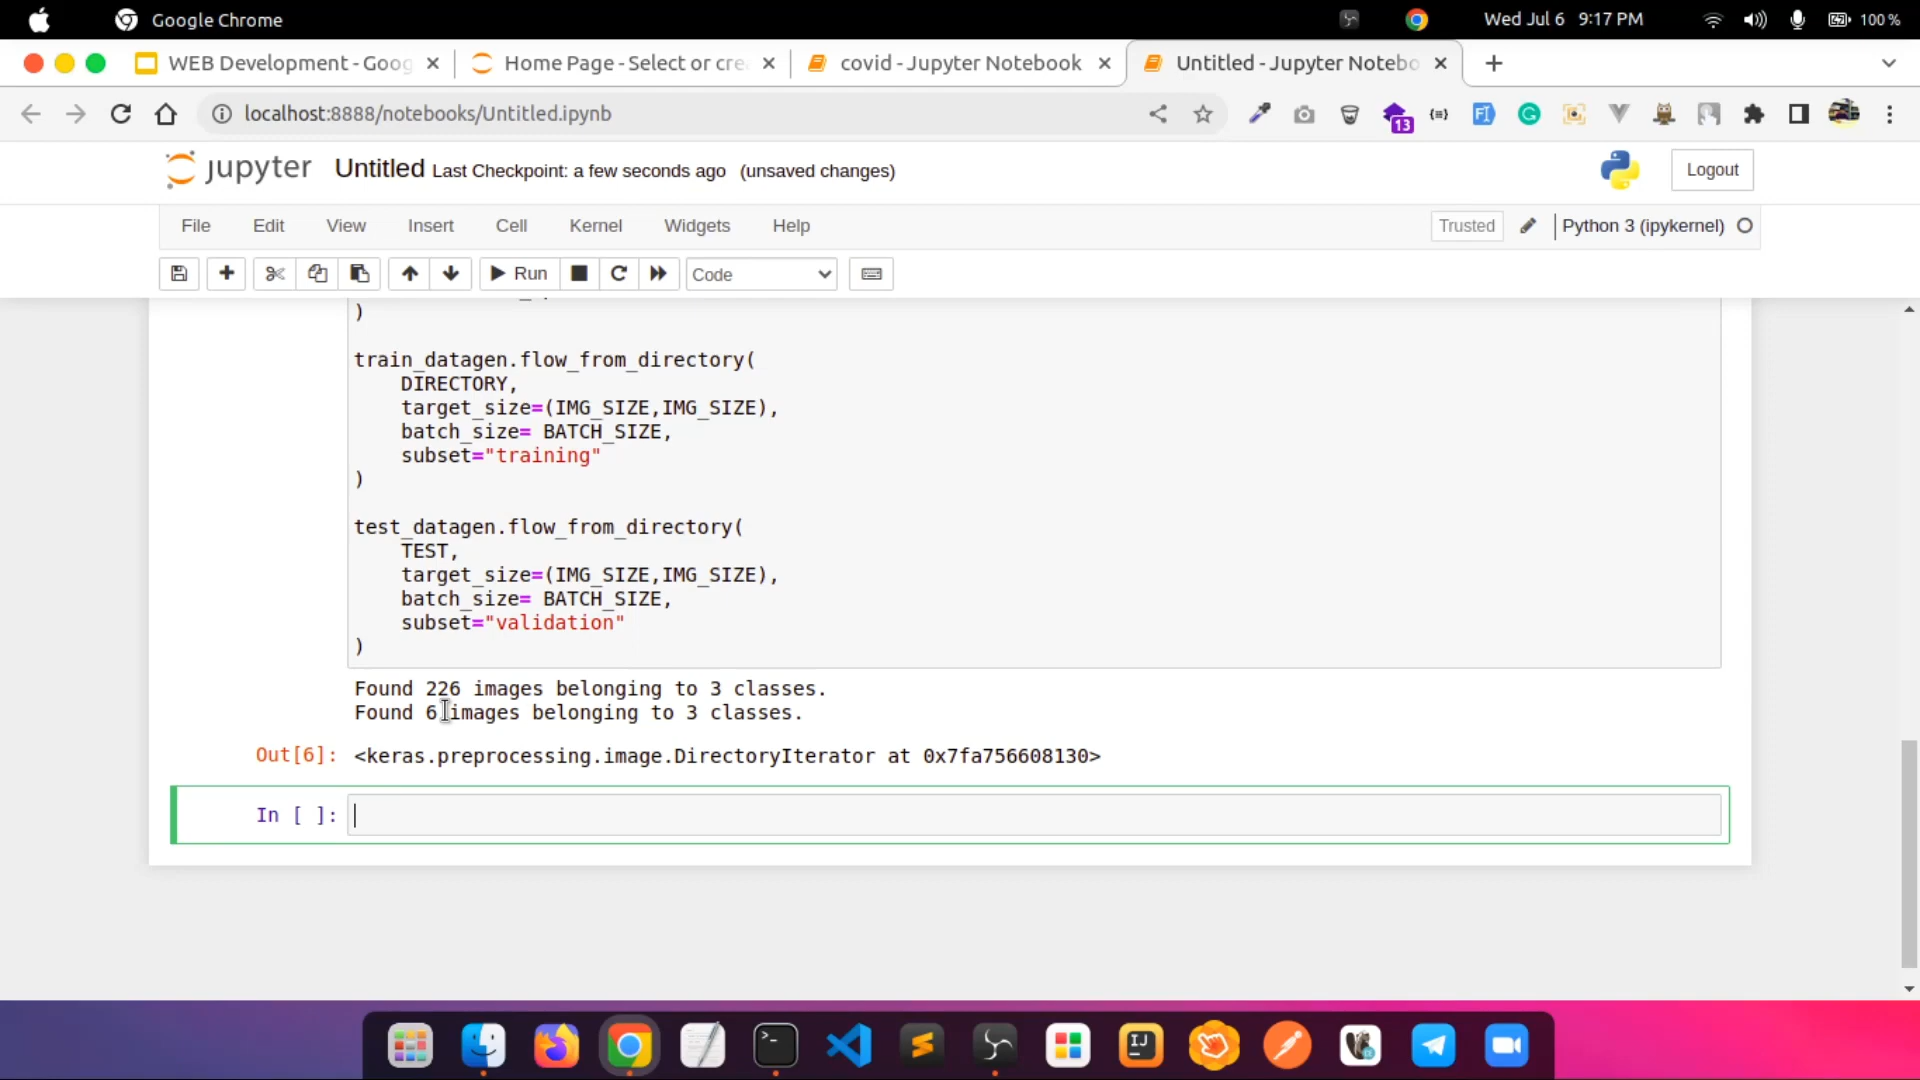 Google Chrome
Wed Jul 6 9:17 PM
100 %
WEB Development - Goog
Home Page - Select or cre
covid - Jupyter Notebook
Untitled - Jupyter Notebo
localhost:8888/notebooks/Untitled.ipynb
13
jupyter Untitled Last Checkpoint: a few seconds ago (unsaved changes)
Logout
File Edit View Insert Cell Kernel Widgets Help
Trusted
Python 3 (ipykernel)
Run
Code
)
train_datagen.flow_from_directory(
DIRECTORY,
target_size=(IMG_SIZE,IMG_SIZE),
batch_size= BATCH_SIZE,
subset="training"
)
test_datagen.flow_from_directory(
TEST,
target_size=(IMG_SIZE,IMG_SIZE),
batch_size= BATCH_SIZE,
subset="validation"
)
Found 226 images belonging to 3 classes.
Found 6 images belonging to 3 classes.
Out[6]: <keras.preprocessing.image.DirectoryIterator at 0x7fa756608130>
In [ ]: